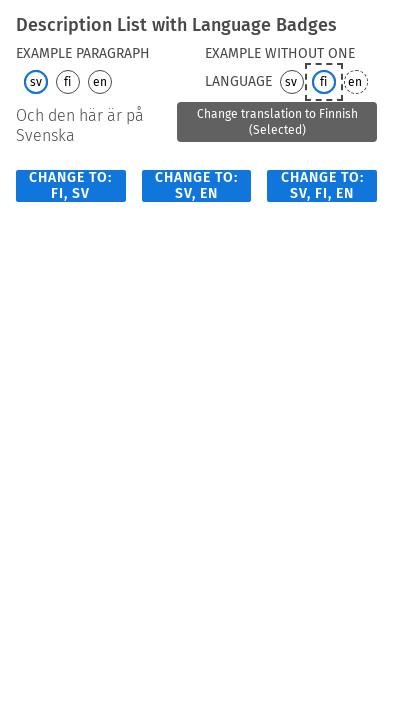 Description List with Language Badges
EXAMPLE PARAGRAPH
sv fi en
Och den här är på
Svenska
EXAMPLE WITHOUT ONE
LANGUAGE sv fi en
Change translation to Finnish
(Selected)
CHANGE TO:
FI, SV
CHANGE TO:
SV, EN
CHANGE TO:
SV, FI, EN